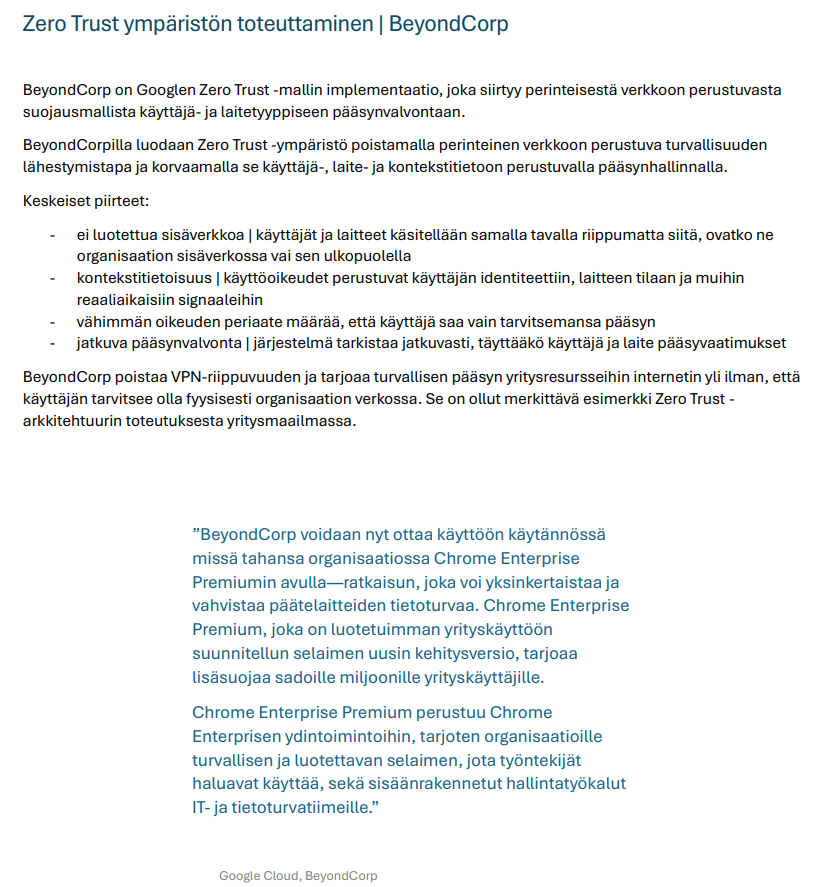 Zero Trust ympäristön toteuttaminen | BeyondCorp
BeyondCorp on Googlen Zero Trust -mallin implementaatio, joka siirtyy perinteisestä verkkoon perustuvasta
suojausmallista käyttäjä- ja laitetyyppiseen pääsynvalvontaan.
BeyondCorpilla luodaan Zero Trust -ympäristö poistamalla perinteinen verkkoon perustuva turvallisuuden
lähestymistapa ja korvaamalla se käyttäjä-, laite- ja kontekstitietoon perustuvalla pääsynhallinnalla.
Keskeiset piirteet:
- ei luotettua sisäverkkoa | käyttäjät ja laitteet käsitellään samalla tavalla riippumatta siitä, ovatko ne
organisaation sisäverkossa vai sen ulkopuolella
- kontekstitietoisuus | käyttöoikeudet perustuvat käyttäjän identiteettiin, laitteen tilaan ja muihin
reaaliaikaisiin signaaleihin
- vähimmän oikeuden periaate määrää, että käyttäjä saa vain tarvitsemansa pääsyn
- jatkuva pääsynvalvonta | järjestelmä tarkistaa jatkuvasti, täyttääkö käyttäjä ja laite pääsyvaatimukset
BeyondCorp poistaa VPN-riippuvuuden ja tarjoaa turvallisen pääsyn yritysresursseihin internetin yli ilman, että
käyttäjän tarvitsee olla fyysisesti organisaation verkossa. Se on ollut merkittävä esimerkki Zero Trust -
arkkitehtuurin toteutuksesta yritysmaailmassa.
”BeyondCorp voidaan nyt ottaa käyttöön käytännössä
missä tahansa organisaatiossa Chrome Enterprise
Premiumin avulla—ratkaisun, joka voi yksinkertaistaa ja
vahvistaa päätelaitteiden tietoturvaa. Chrome Enterprise
Premium, joka on luotetuimman yrityskäyttöön
suunnitellun selaimen uusin kehitysversio, tarjoaa
lisäsuojaa sadoille miljoonille yrityskäyttäjille.
Chrome Enterprise Premium perustuu Chrome
Enterprisen ydintoimintoihin, tarjoten organisaatioille
turvallisen ja luotettavan selaimen, jota työntekijät
haluavat käyttää, sekä sisäänrakennetut hallintatyökalut
IT- ja tietoturvatiimeille.”
Google Cloud, BeyondCorp